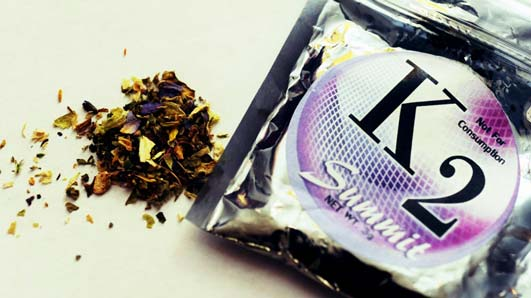 K2
Not For
Consumption
Summit
NET WT.